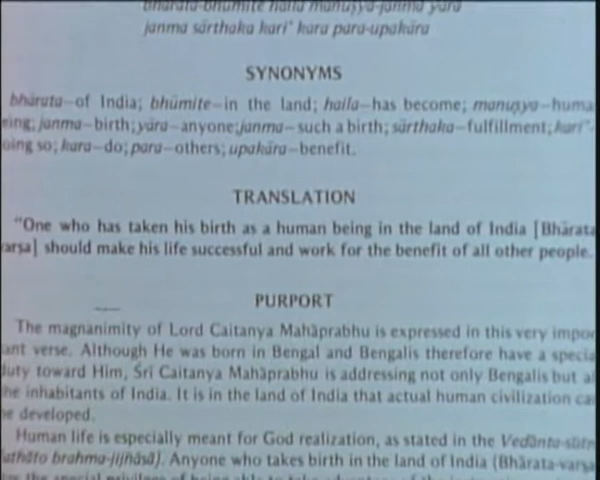 bhārata-bhūmite haila manuṣya-janma yāra
janma sārthaka kari' kara para-upakāra
SYNONYMS
bhārata—of India; bhūmite—in the land; haila—has become; manuṣya—huma
eing; janma—birth; yāra—anyone; janma—such a birth; sārthaka—fulfillment; kari'—
oing so; kara—do; para—others; upakāra—benefit.
TRANSLATION
"One who has taken his birth as a human being in the land of India [Bhārata
varṣa] should make his life successful and work for the benefit of all other people.
PURPORT
The magnanimity of Lord Caitanya Mahāprabhu is expressed in this very impor
ant verse. Although He was born in Bengal and Bengalis therefore have a specia
duty toward Him, Śrī Caitanya Mahāprabhu is addressing not only Bengalis but a
he inhabitants of India. It is in the land of India that actual human civilization ca
be developed.
Human life is especially meant for God realization, as stated in the Vedānta-sūtr
(athāto brahma-jijñāsā). Anyone who takes birth in the land of India (Bhārata-varṣa